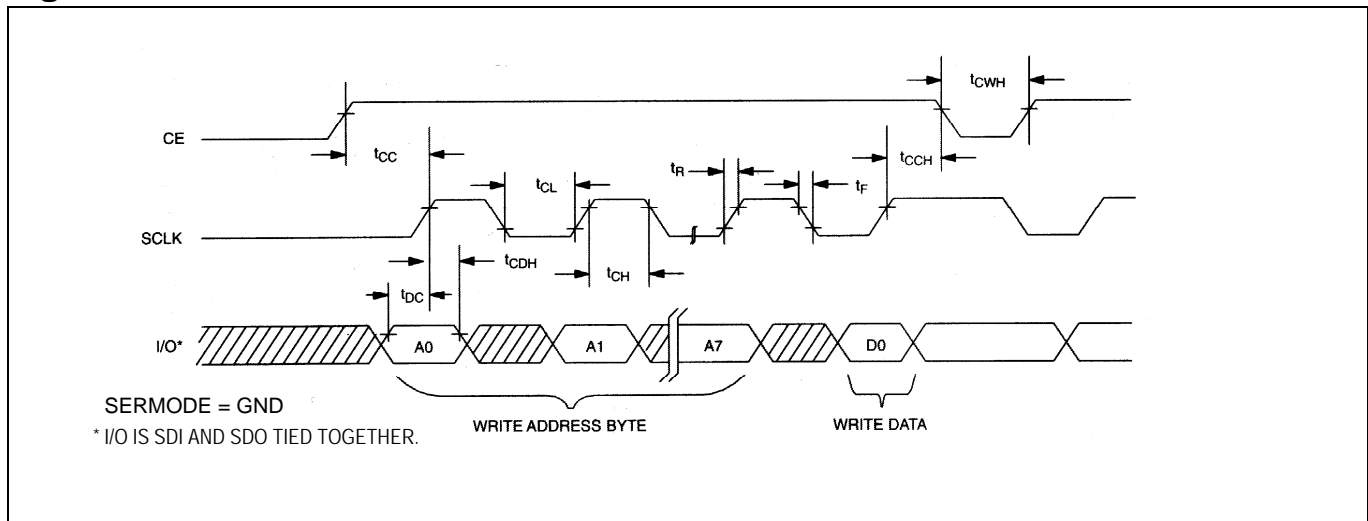 tCWH
CE
tCC
tCCH
tR
tF
tCL
SCLK
tCDH
tCH
tDC
I/O*
A0
A1
A7
D0
SERMODE = GND
WRITE ADDRESS BYTE
WRITE DATA
* I/O IS SDI AND SDO TIED TOGETHER.